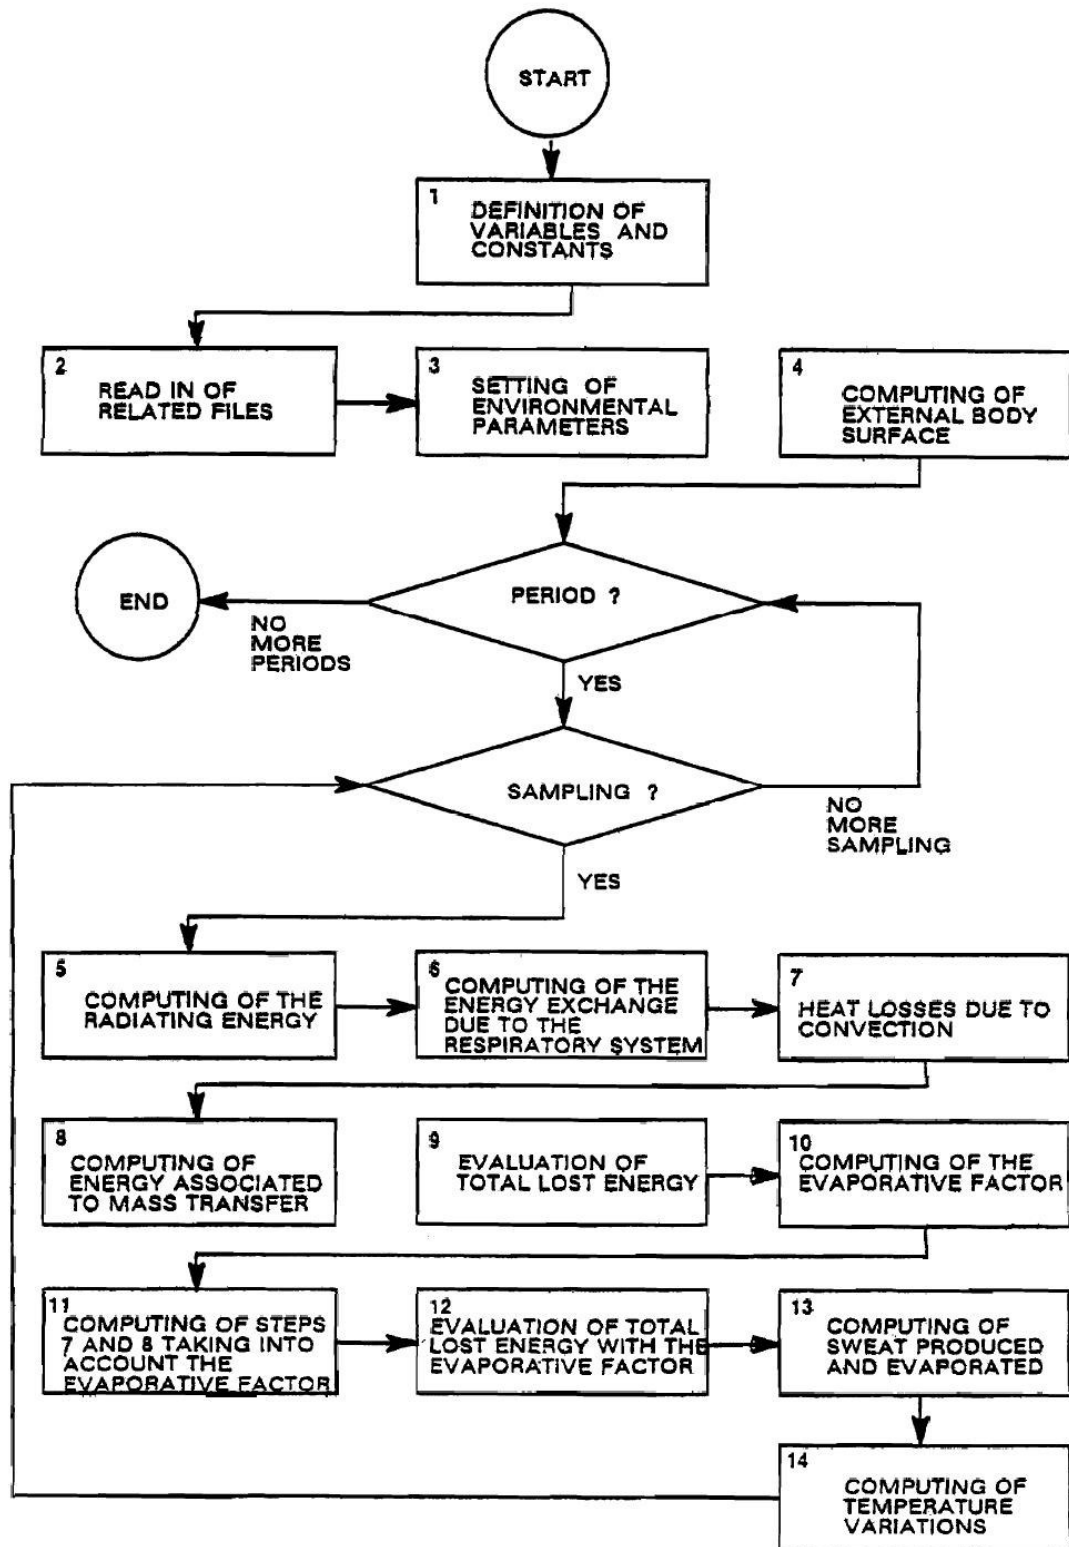 START
1
DEFINITION OF
VARIABLES AND
CONSTANTS
2
READ IN OF
RELATED FILES
3
SETTING OF
ENVIRONMENTAL
PARAMETERS
4
COMPUTING OF
EXTERNAL BODY
SURFACE
END
NO
MORE
PERIODS
PERIOD ?
YES
SAMPLING ?
NO
MORE
SAMPLING
YES
5
COMPUTING OF THE
RADIATING ENERGY
6
COMPUTING OF THE
ENERGY EXCHANGE
DUE TO THE
RESPIRATORY SYSTEM
7
HEAT LOSSES DUE TO
CONVECTION
8
COMPUTING OF
ENERGY ASSOCIATED
TO MASS TRANSFER
9
EVALUATION OF
TOTAL LOST ENERGY
10
COMPUTING OF THE
EVAPORATIVE FACTOR
11
COMPUTING OF STEPS
7 AND 8 TAKING INTO
ACCOUNT THE
EVAPORATIVE FACTOR
12
EVALUATION OF TOTAL
LOST ENERGY WITH THE
EVAPORATIVE FACTOR
13
COMPUTING OF
SWEAT PRODUCED
AND EVAPORATED
14
COMPUTING OF
TEMPERATURE
VARIATIONS